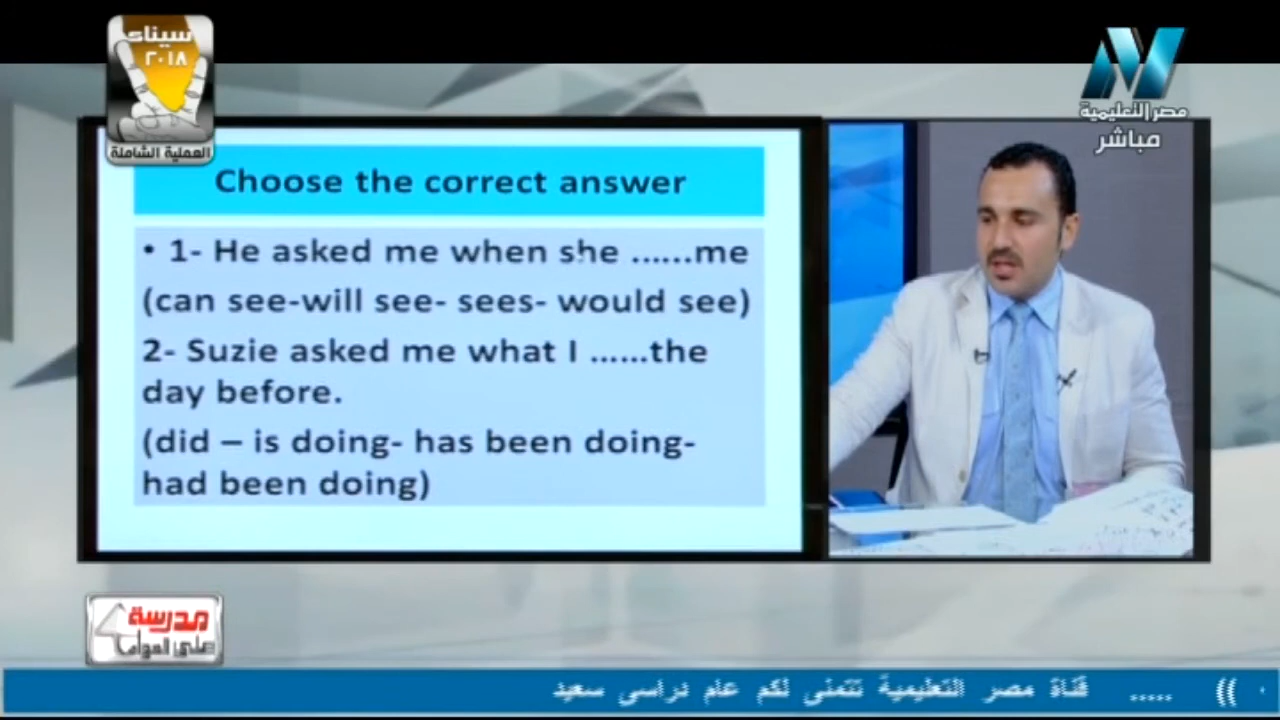 سيناء
٢٠١٨
العملية الشاملة
مصر التعليمية
مباشر
Choose the correct answer
• 1- He asked me when she ......me
(can see-will see- sees- would see)
2- Suzie asked me what I ......the
day before.
(did – is doing- has been doing-
had been doing)
مدرسة
على الهواء
)) ..... قناة مصر التعليمية تتمنى لكم عام دراسى سعيد